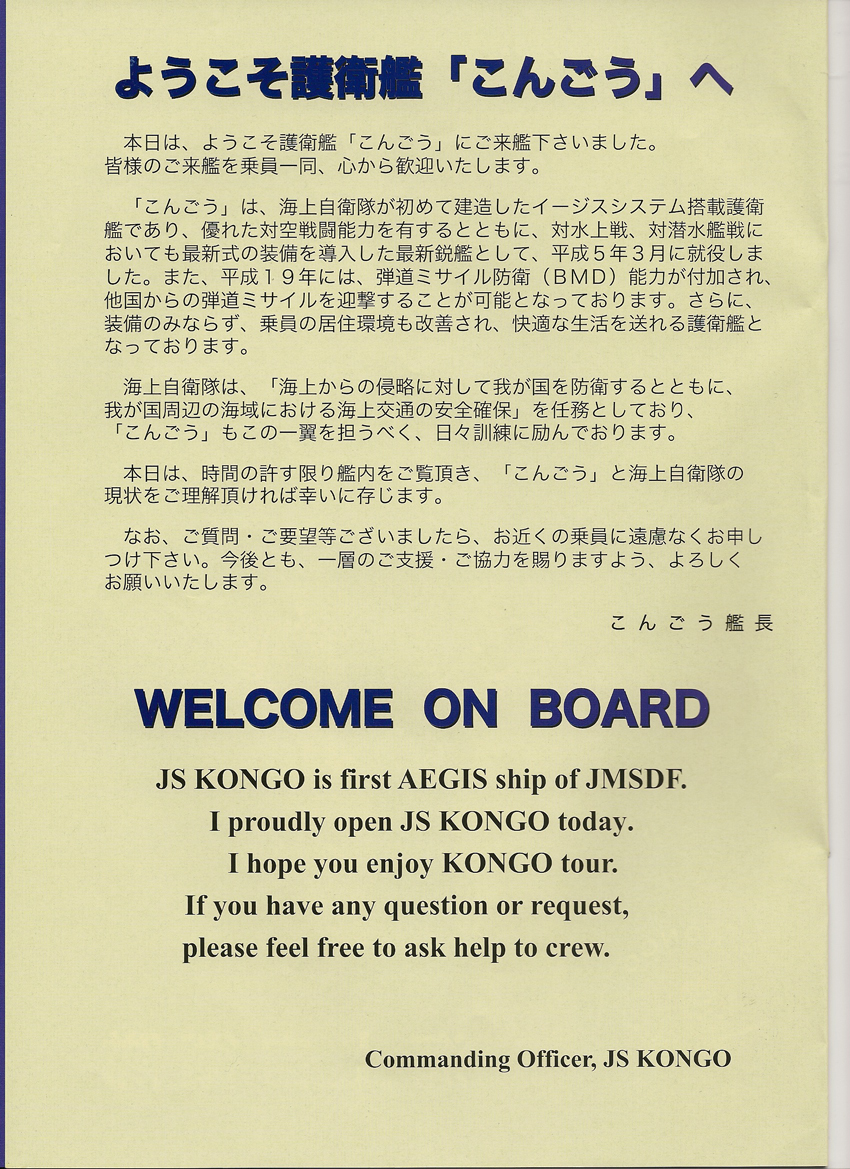 ようこそ護衛艦「こんごう」へ
本日は、ようこそ護衛艦「こんごう」にご来艦下さいました。
皆様のご来艦を乗員一同、心から歓迎いたします。
「こんごう」は、海上自衛隊が初めて建造したイージスシステム搭載護衛
艦であり、優れた対空戦闘能力を有するとともに、対水上戦、対潜水艦戦に
おいても最新式の装備を導入した最新鋭艦として、平成５年３月に就役しま
した。また、平成１９年には、弾道ミサイル防衛（ＢＭＤ）能力が付加され、
他国からの弾道ミサイルを迎撃することが可能となっております。さらに、
装備のみならず、乗員の居住環境も改善され、快適な生活を送れる護衛艦と
なっております。
海上自衛隊は、「海上からの侵略に対して我が国を防衛するとともに、
我が国周辺の海域における海上交通の安全確保」を任務としており、
「こんごう」もこの一翼を担うべく、日々訓練に励んでおります。
本日は、時間の許す限り艦内をご覧頂き、「こんごう」と海上自衛隊の
現状をご理解頂ければ幸いに存じます。
なお、ご質問・ご要望等ございましたら、お近くの乗員に遠慮なくお申し
つけ下さい。今後とも、一層のご支援・ご協力を賜りますよう、よろしく
お願いいたします。
こんごう艦長
WELCOME ON BOARD
JS KONGO is first AEGIS ship of JMSDF.
I proudly open JS KONGO today.
I hope you enjoy KONGO tour.
If you have any question or request,
please feel free to ask help to crew.
Commanding Officer, JS KONGO